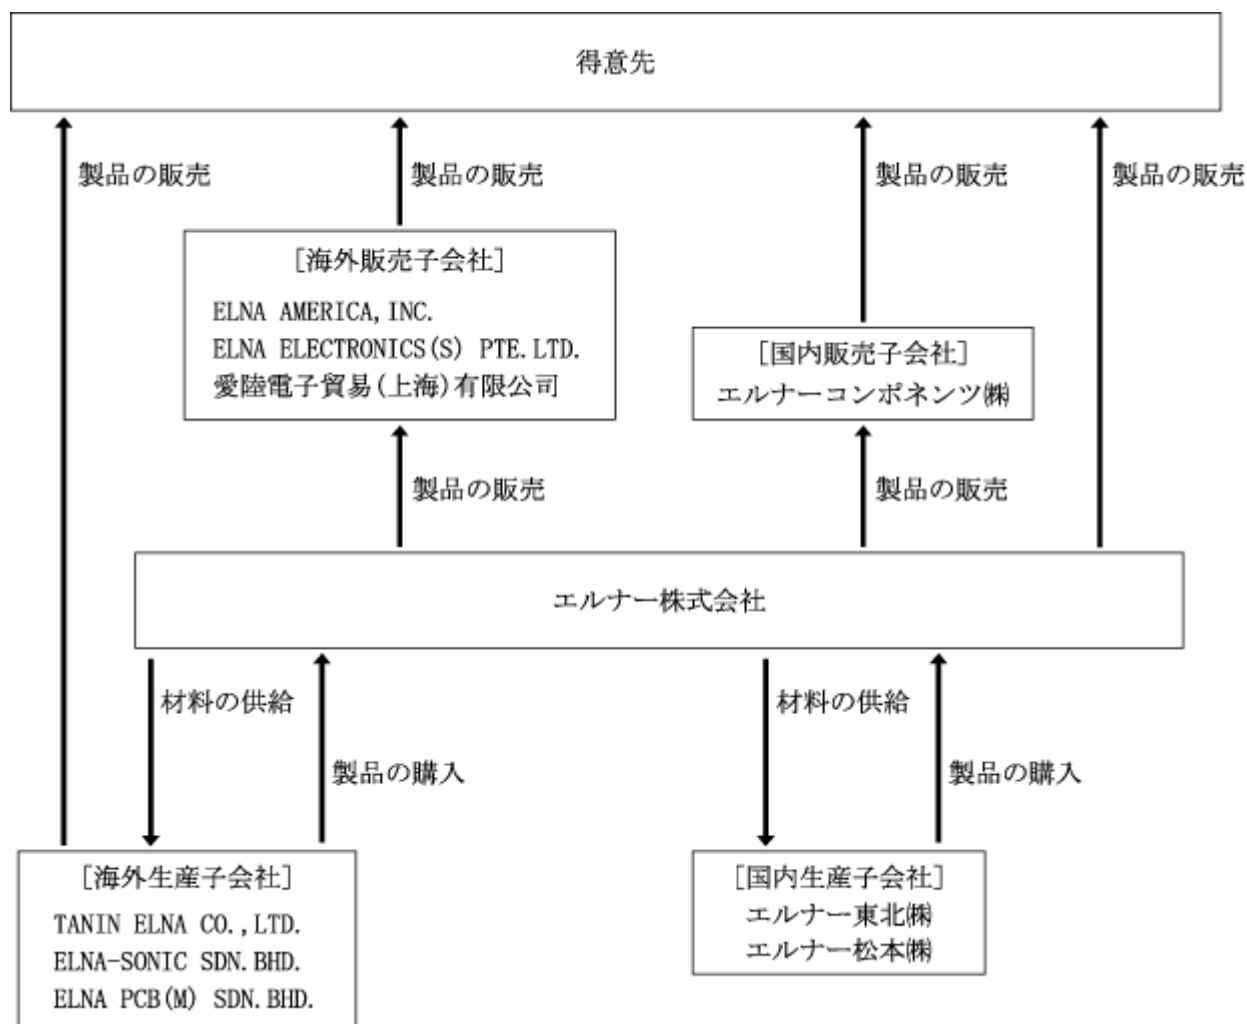 得意先
製品の販売
製品の販売
製品の販売
製品の販売
[海外販売子会社]
ELNA AMERICA, INC.
ELNA ELECTRONICS(S) PTE. LTD.
愛陸電子貿易(上海)有限公司
[国内販売子会社]
エルナーコンポネンツ㈱
製品の販売
製品の販売
エルナー株式会社
材料の供給
製品の購入
材料の供給
製品の購入
[海外生産子会社]
TANIN ELNA CO.,LTD.
ELNA-SONIC SDN. BHD.
ELNA PCB(M) SDN. BHD.
[国内生産子会社]
エルナー東北㈱
エルナー松本㈱